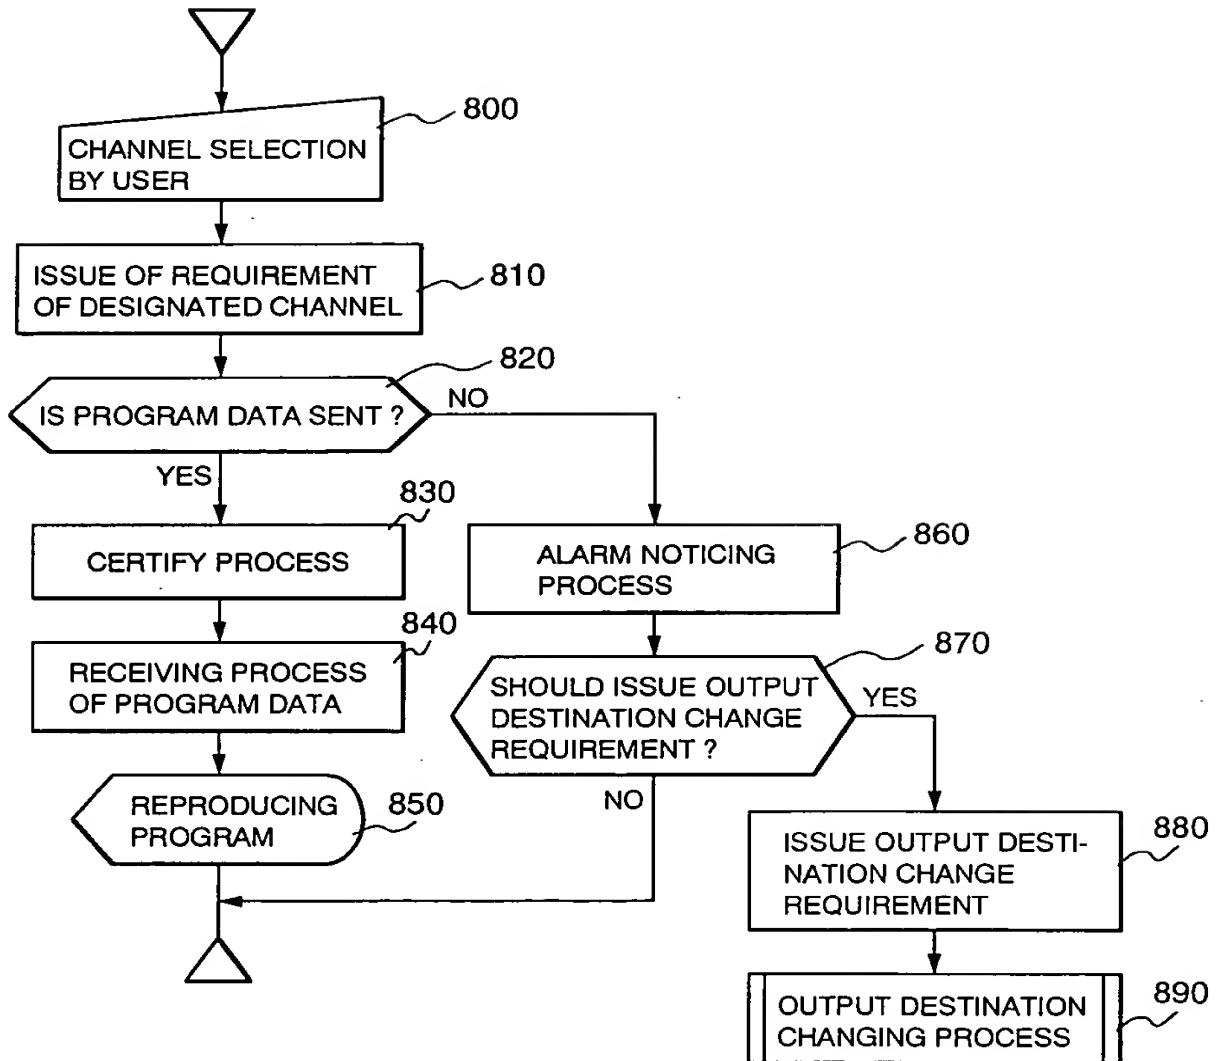 800
CHANNEL SELECTION
BY USER
810
ISSUE OF REQUIREMENT
OF DESIGNATED CHANNEL
820
IS PROGRAM DATA SENT ?
NO
YES
830
CERTIFY PROCESS
860
ALARM NOTICING
PROCESS
840
RECEIVING PROCESS
OF PROGRAM DATA
870
SHOULD ISSUE OUTPUT
DESTINATION CHANGE
REQUIREMENT ?
YES
NO
850
REPRODUCING
PROGRAM
880
ISSUE OUTPUT DESTI-
NATION CHANGE
REQUIREMENT
890
OUTPUT DESTINATION
CHANGING PROCESS